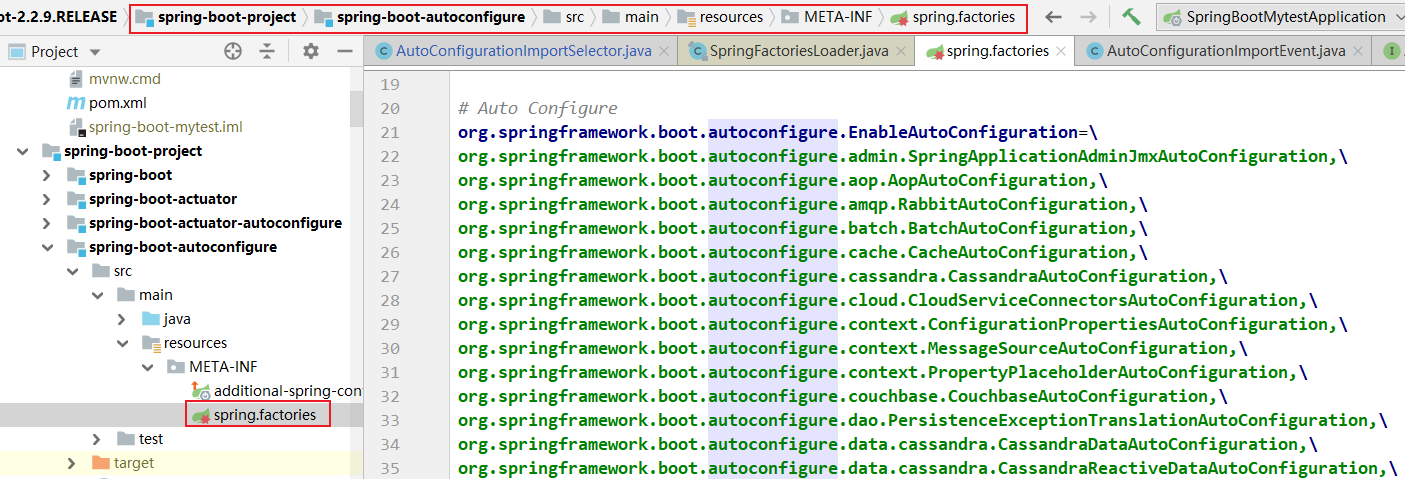 ot-2.2.9.RELEASE spring-boot-project spring-boot-autoconfigure src main resources META-INF spring.factories SpringBootMytestApplication
Project AutoConfigurationImportSelector.java SpringFactoriesLoader.java spring.factories AutoConfigurationImportEvent.java
mvnw.cmd
pom.xml
spring-boot-mytest.iml
spring-boot-project
spring-boot
spring-boot-actuator
spring-boot-actuator-autoconfigure
spring-boot-autoconfigure
src
main
java
resources
META-INF
additional-spring-con
spring.factories
test
target
19
20 # Auto Configure
21 org.springframework.boot.autoconfigure.EnableAutoConfiguration=\
22 org.springframework.boot.autoconfigure.admin.SpringApplicationAdminJmxAutoConfiguration,\
23 org.springframework.boot.autoconfigure.aop.AopAutoConfiguration,\
24 org.springframework.boot.autoconfigure.amqp.RabbitAutoConfiguration,\
25 org.springframework.boot.autoconfigure.batch.BatchAutoConfiguration,\
26 org.springframework.boot.autoconfigure.cache.CacheAutoConfiguration,\
27 org.springframework.boot.autoconfigure.cassandra.CassandraAutoConfiguration,\
28 org.springframework.boot.autoconfigure.cloud.CloudServiceConnectorsAutoConfiguration,\
29 org.springframework.boot.autoconfigure.context.ConfigurationPropertiesAutoConfiguration,\
30 org.springframework.boot.autoconfigure.context.MessageSourceAutoConfiguration,\
31 org.springframework.boot.autoconfigure.context.PropertyPlaceholderAutoConfiguration,\
32 org.springframework.boot.autoconfigure.couchbase.CouchbaseAutoConfiguration,\
33 org.springframework.boot.autoconfigure.dao.PersistenceExceptionTranslationAutoConfiguration,\
34 org.springframework.boot.autoconfigure.data.cassandra.CassandraDataAutoConfiguration,\
35 org.springframework.boot.autoconfigure.data.cassandra.CassandraReactiveDataAutoConfiguration,\